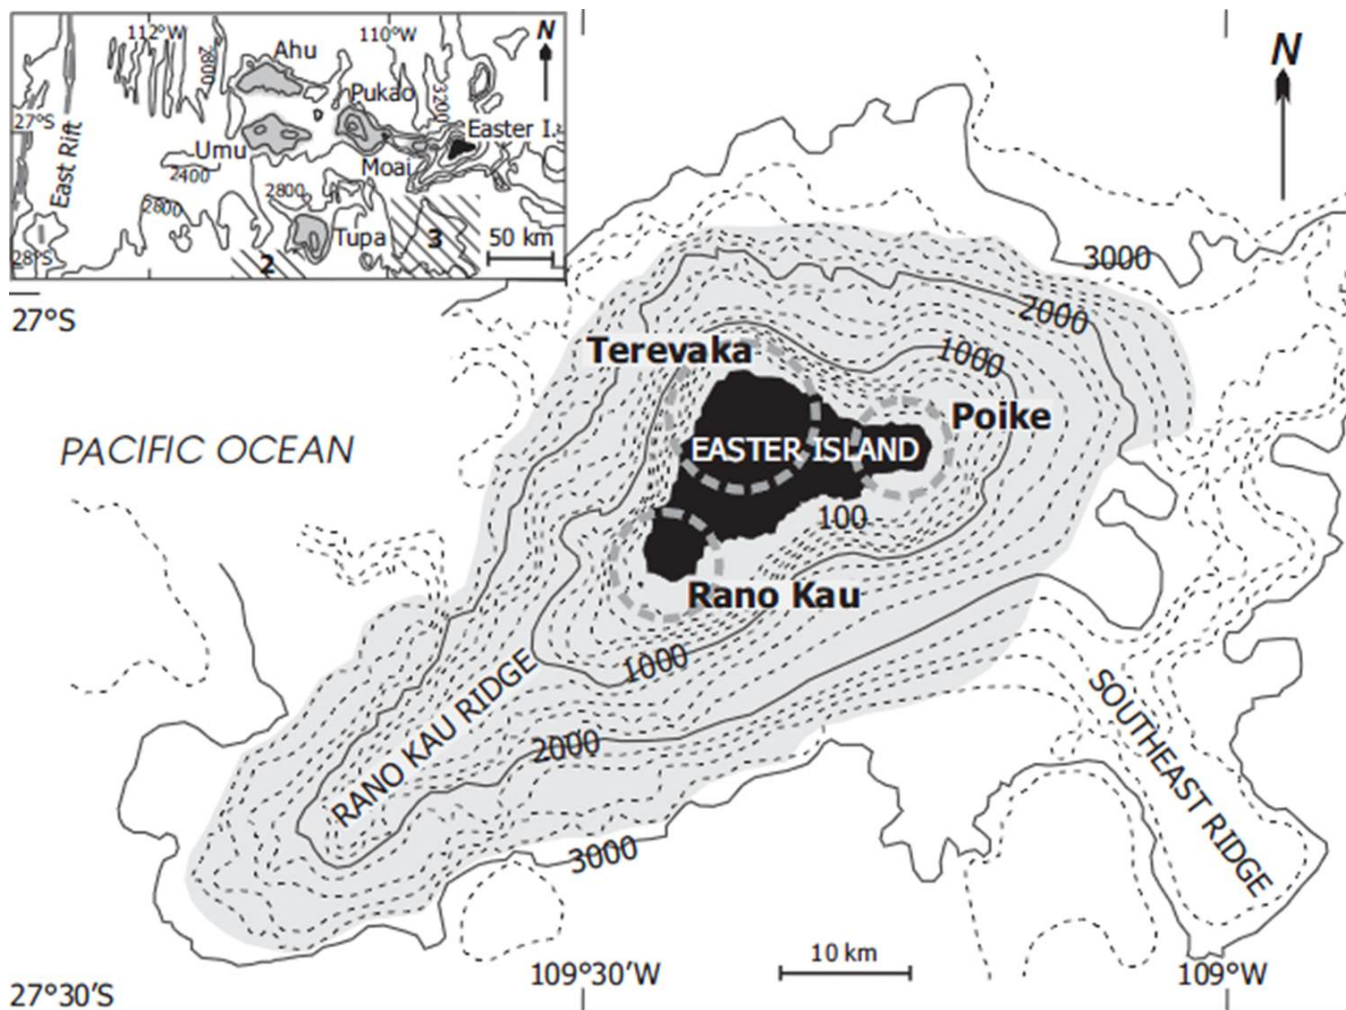 112°W
110°W
N
Ahu
2800
Pukao
3200
27°S
East Rift
Easter I.
Umu
Moai
2400
2800
2800
Tupa
3
50 km
28°S
2
N
3000
27°S
2000
Terevaka
1000
Poike
PACIFIC OCEAN
EASTER ISLAND
100
Rano Kau
1000
RANO KAU RIDGE
SOUTHEAST RIDGE
2000
3000
10 km
109°30′W
109°W
27°30′S